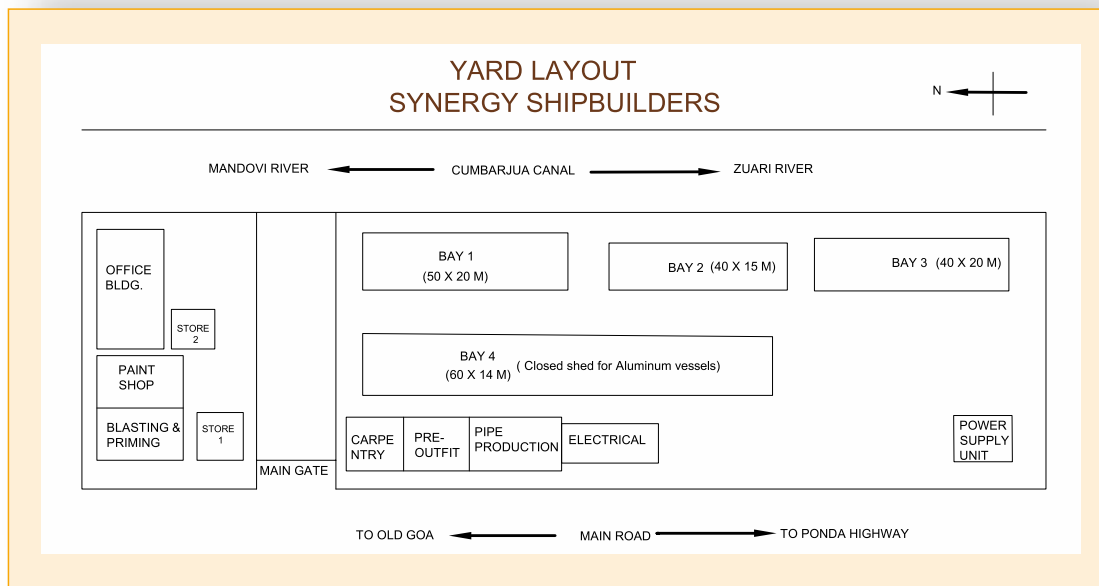 YARD LAYOUT
SYNERGY SHIPBUILDERS
N
MANDOVI RIVER
CUMBARJUA CANAL
ZUARI RIVER
OFFICE
BLDG.
STORE
2
PAINT
SHOP
BLASTING &
PRIMING
STORE
1
MAIN GATE
BAY 1
(50 X 20 M)
BAY 2 (40 X 15 M)
BAY 3 (40 X 20 M)
BAY 4
(60 X 14 M)
( Closed shed for Aluminum vessels)
CARPE
NTRY
PRE-
OUTFIT
PIPE
PRODUCTION
ELECTRICAL
POWER
SUPPLY
UNIT
TO OLD GOA
MAIN ROAD
TO PONDA HIGHWAY